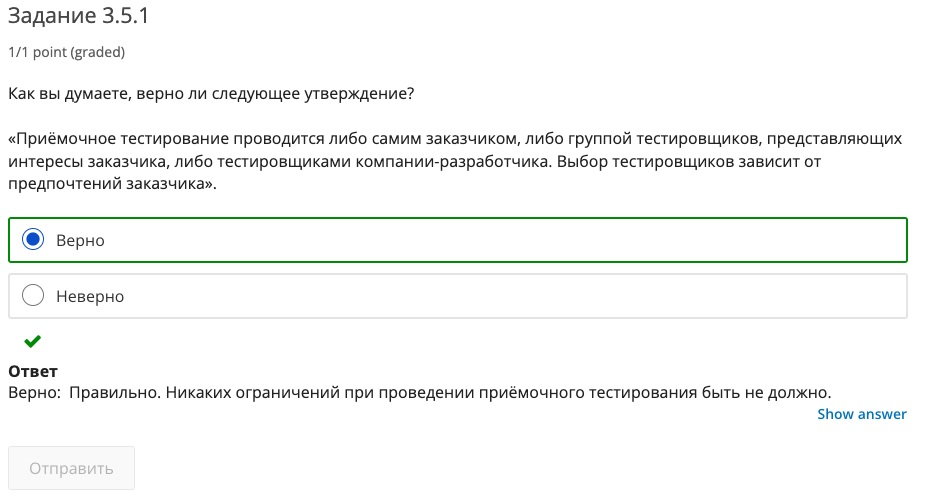 Задание 3.5.1
1/1 point (graded)
Как вы думаете, верно ли следующее утверждение?
«Приёмочное тестирование проводится либо самим заказчиком, либо группой тестировщиков, представляющих
интересы заказчика, либо тестировщиками компании-разработчика. Выбор тестировщиков зависит от
предпочтений заказчика».
Верно
Неверно
Ответ
Верно: Правильно. Никаких ограничений при проведении приёмочного тестирования быть не должно.
Show answer
Отправить